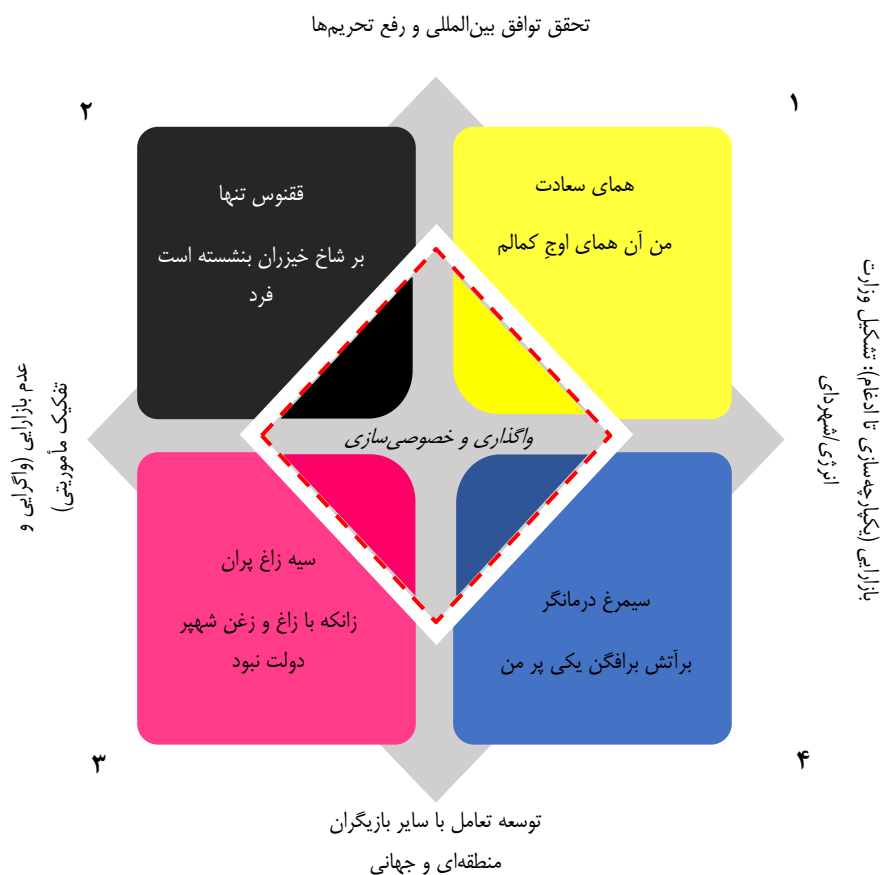 تحقق توافق بین‌المللی و رفع تحریم‌ها
۱
۲
همای سعادت
من آن همای اوجِ کمالم
ققنوس تنها
بر شاخ خیزران بنشسته است
فرد
بازارایی (یکپارچه‌سازی تا ادغام): تشکیل وزارت
انرژی/شهردای
واگذاری و خصوصی‌سازی
عدم بازارایی (واگرایی و
تفکیک مأموریتی)
سیمرغ درمانگر
برآتش برافگن یکی پر من
سیه زاغ پران
زانکه با زاغ و زغن شهپر
دولت نبود
۴
۳
توسعه تعامل با سایر بازیگران
منطقه‌ای و جهانی